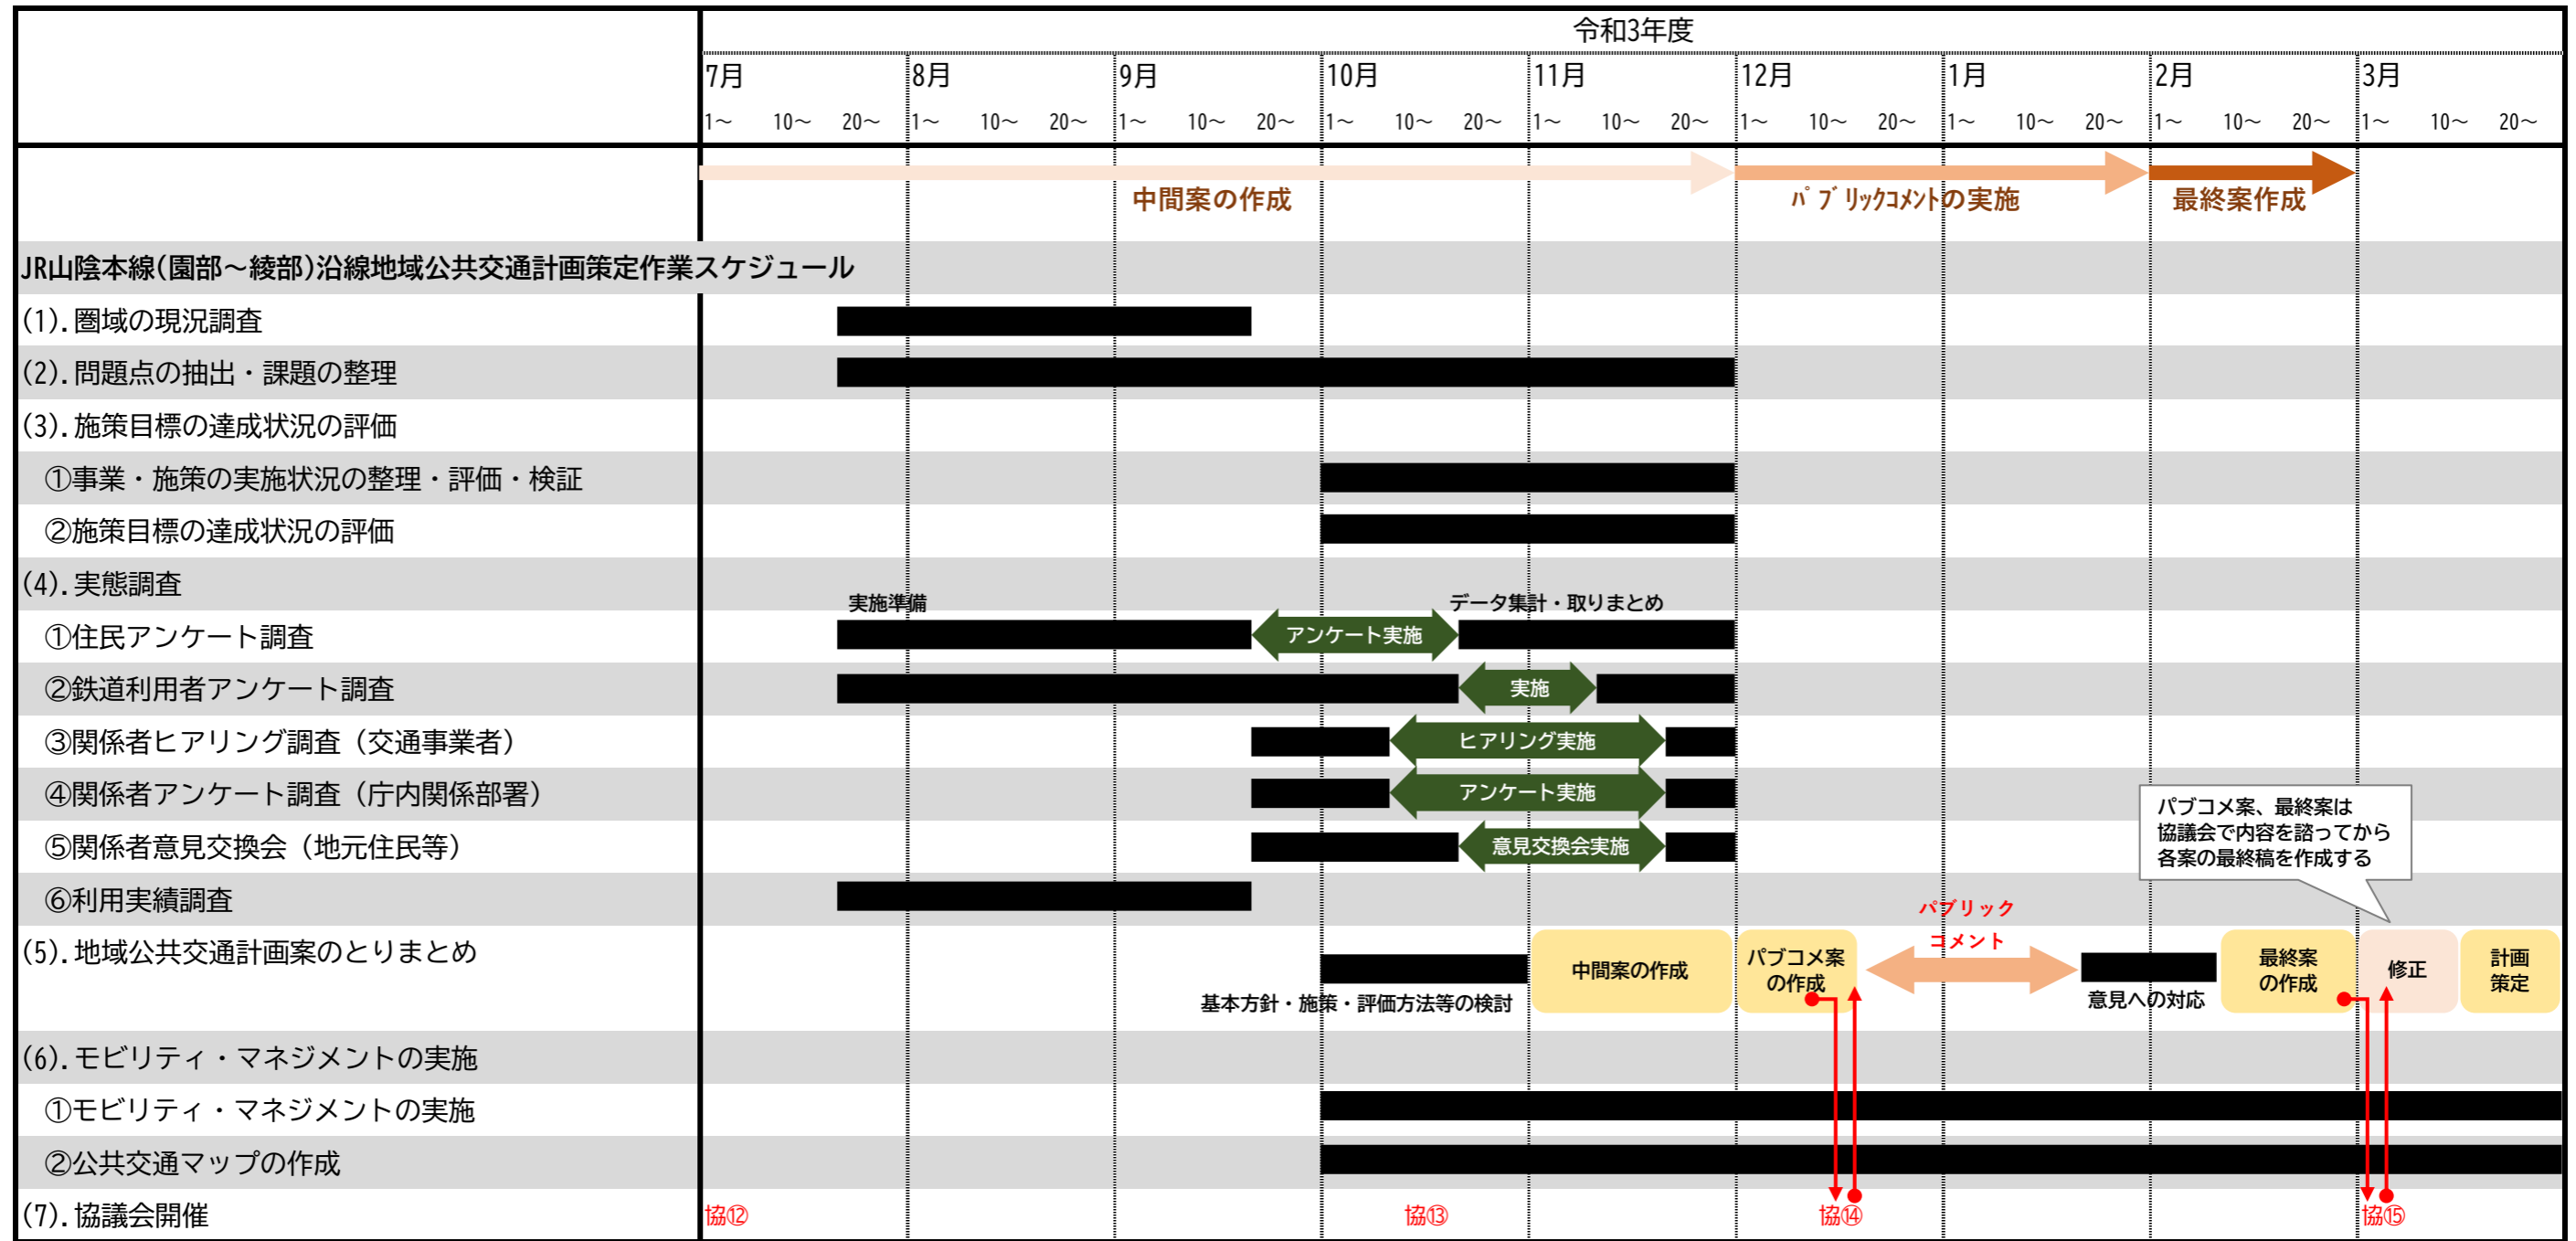 令和3年度
7月 8月 9月 10月 11月 12月 1月 2月 3月
1～ 10～ 20～ 1～ 10～ 20～ 1～ 10～ 20～ 1～ 10～ 20～ 1～ 10～ 20～ 1～ 10～ 20～ 1～ 10～ 20～ 1～ 10～ 20～ 1～ 10～ 20～
中間案の作成 ﾊﾟﾌﾞﾘｯｸｺﾒﾝﾄの実施 最終案作成
JR山陰本線(園部～綾部)沿線地域公共交通計画策定作業スケジュール
(1).圏域の現況調査
(2).問題点の抽出・課題の整理
(3).施策目標の達成状況の評価
①事業・施策の実施状況の整理・評価・検証
②施策目標の達成状況の評価
(4).実態調査
実施準備 データ集計・取りまとめ
①住民アンケート調査 アンケート実施
②鉄道利用者アンケート調査 実施
③関係者ヒアリング調査（交通事業者） ヒアリング実施
④関係者アンケート調査（庁内関係部署） アンケート実施
パブコメ案、最終案は
協議会で内容を諮ってから
各案の最終稿を作成する
⑤関係者意見交換会（地元住民等） 意見交換会実施
⑥利用実績調査
パブリック
コメント
(5).地域公共交通計画案のとりまとめ
基本方針・施策・評価方法等の検討
中間案の作成
パブコメ案
の作成
意見への対応
最終案
の作成
修正
計画
策定
(6).モビリティ・マネジメントの実施
①モビリティ・マネジメントの実施
②公共交通マップの作成
(7).協議会開催 協⑫ 協⑬ 協⑭ 協⑮